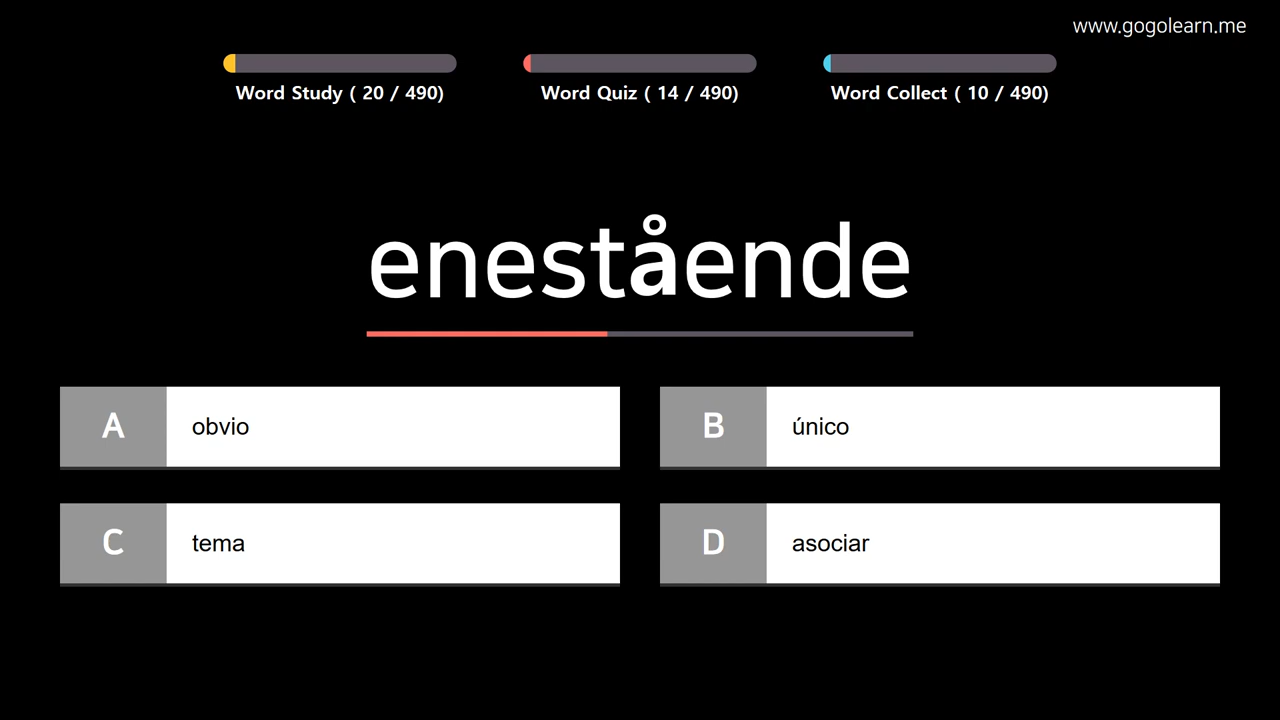 www.gogolearn.me
Word Study ( 20 / 490)
Word Quiz ( 14 / 490)
Word Collect ( 10 / 490)
enestående
A obvio
B único
C tema
D asociar